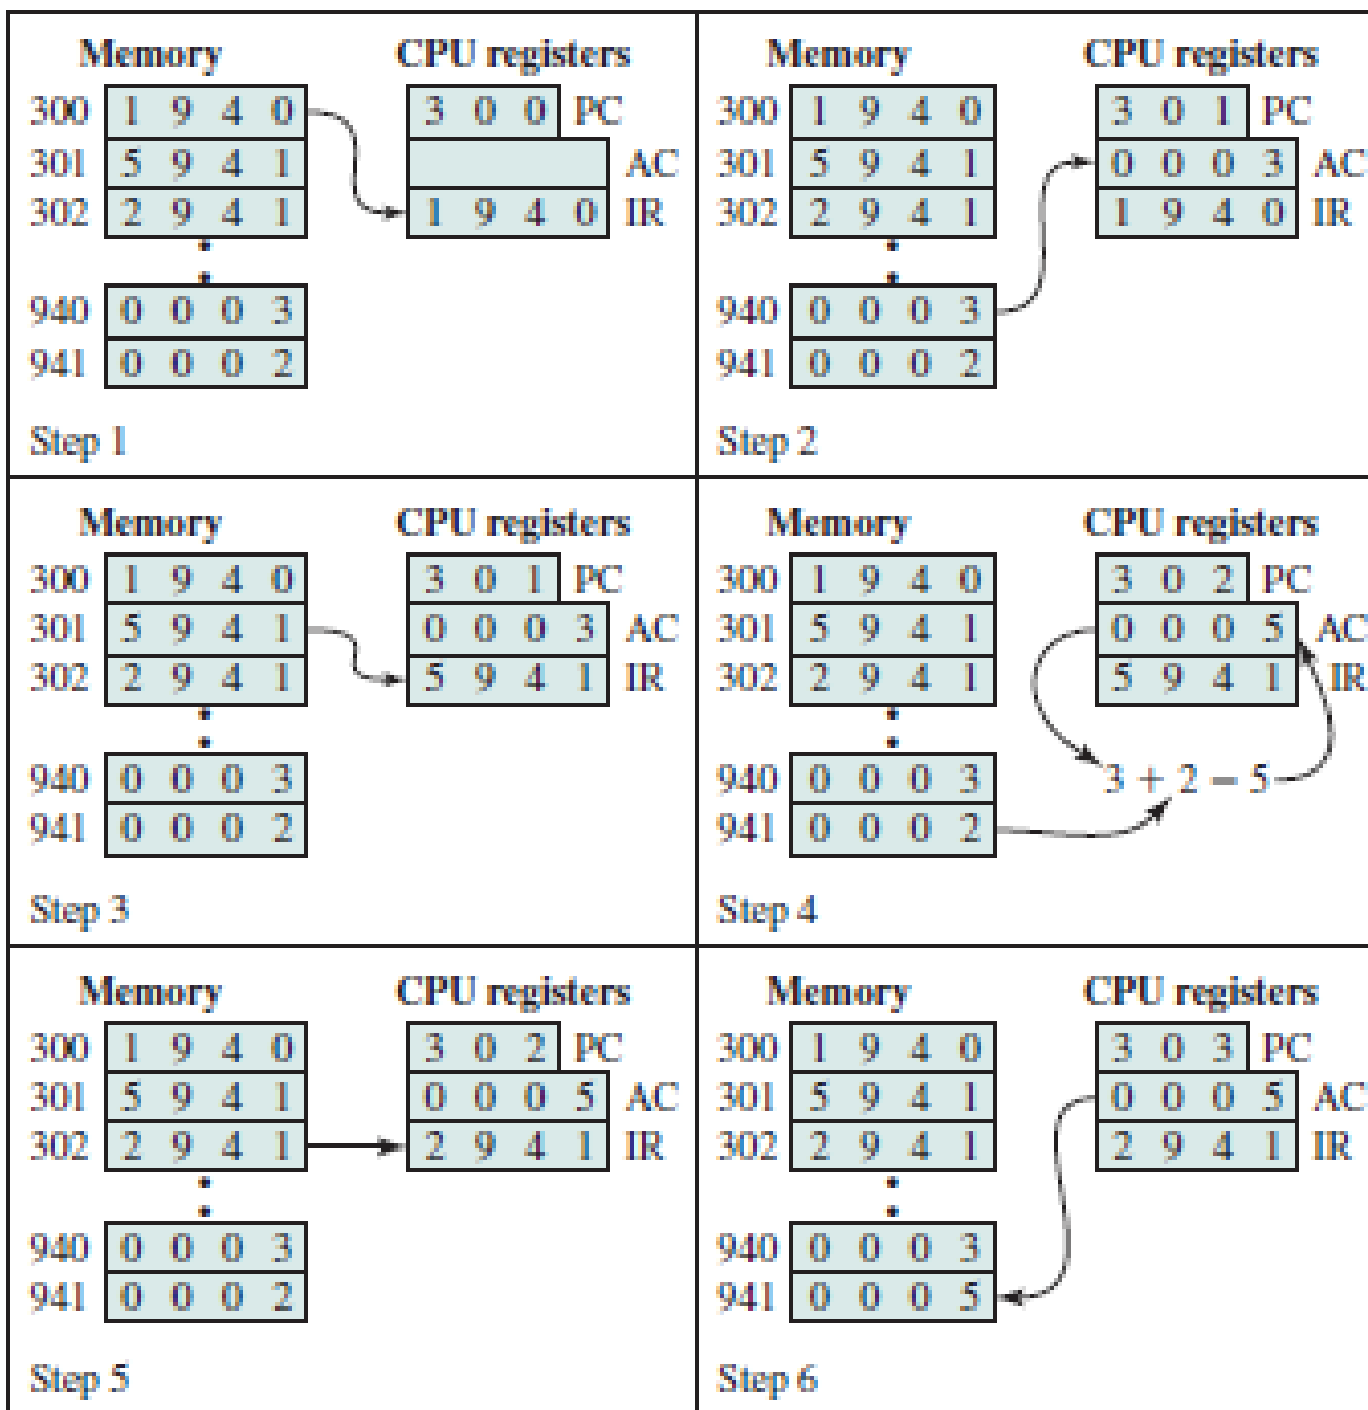 Memory CPU registers
300 1 9 4 0 3 0 0 PC
301 5 9 4 1 AC
302 2 9 4 1 1 9 4 0 IR
940 0 0 0 3
941 0 0 0 2
Step 1
Memory CPU registers
300 1 9 4 0 3 0 1 PC
301 5 9 4 1 0 0 0 3 AC
302 2 9 4 1 1 9 4 0 IR
940 0 0 0 3
941 0 0 0 2
Step 2
Memory CPU registers
300 1 9 4 0 3 0 1 PC
301 5 9 4 1 0 0 0 3 AC
302 2 9 4 1 5 9 4 1 IR
940 0 0 0 3
941 0 0 0 2
Step 3
Memory CPU registers
300 1 9 4 0 3 0 2 PC
301 5 9 4 1 0 0 0 5 AC
302 2 9 4 1 5 9 4 1 IR
940 0 0 0 3 3 + 2 = 5
941 0 0 0 2
Step 4
Memory CPU registers
300 1 9 4 0 3 0 2 PC
301 5 9 4 1 0 0 0 5 AC
302 2 9 4 1 2 9 4 1 IR
940 0 0 0 3
941 0 0 0 2
Step 5
Memory CPU registers
300 1 9 4 0 3 0 3 PC
301 5 9 4 1 0 0 0 5 AC
302 2 9 4 1 2 9 4 1 IR
940 0 0 0 3
941 0 0 0 5
Step 6